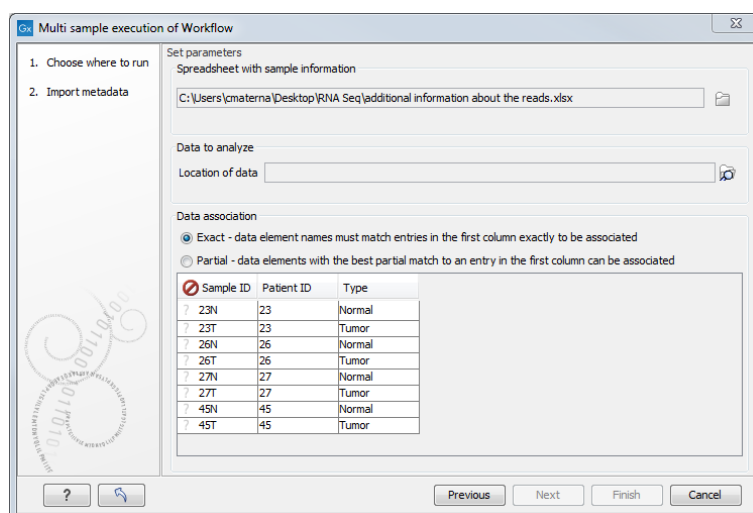 Gx Multi sample execution of Workflow
1. Choose where to run
2. Import metadata
Set parameters
Spreadsheet with sample information
C:\Users\cmaterna\Desktop\RNA Seq\additional information about the reads.xlsx
Data to analyze
Location of data
Data association
Exact - data element names must match entries in the first column exactly to be associated
Partial - data elements with the best partial match to an entry in the first column can be associated
Sample ID Patient ID Type
? 23N 23 Normal
? 23T 23 Tumor
? 26N 26 Normal
? 26T 26 Tumor
? 27N 27 Normal
? 27T 27 Tumor
? 45N 45 Normal
? 45T 45 Tumor
? Previous Next Finish Cancel